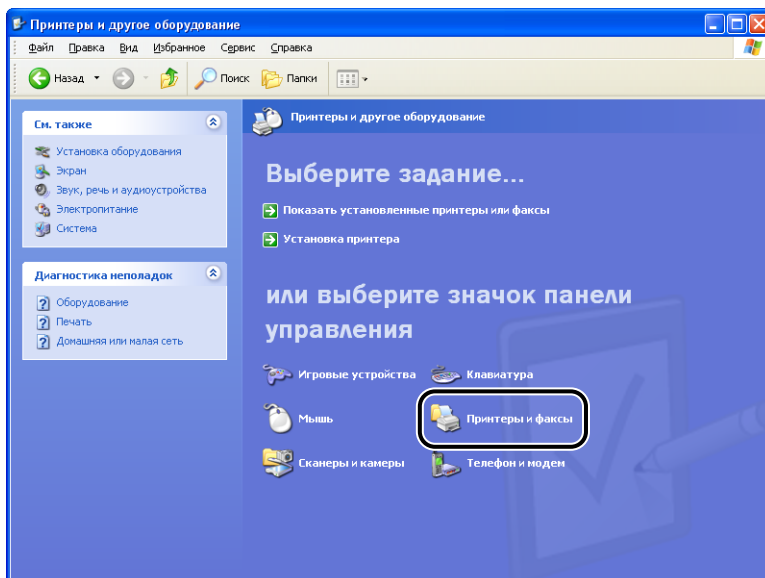 Принтеры и другое оборудование
Файл Правка Вид Избранное Сервис Справка
Назад Поиск Папки
См. также
Установка оборудования
Экран
Звук, речь и аудиоустройства
Электропитание
Система
Диагностика неполадок
Оборудование
Печать
Домашняя или малая сеть
Принтеры и другое оборудование
Выберите задание...
Показать установленные принтеры или факсы
Установка принтера
или выберите значок панели
управления
Игровые устройства Клавиатура
Мышь Принтеры и факсы
Сканеры и камеры Телефон и модем